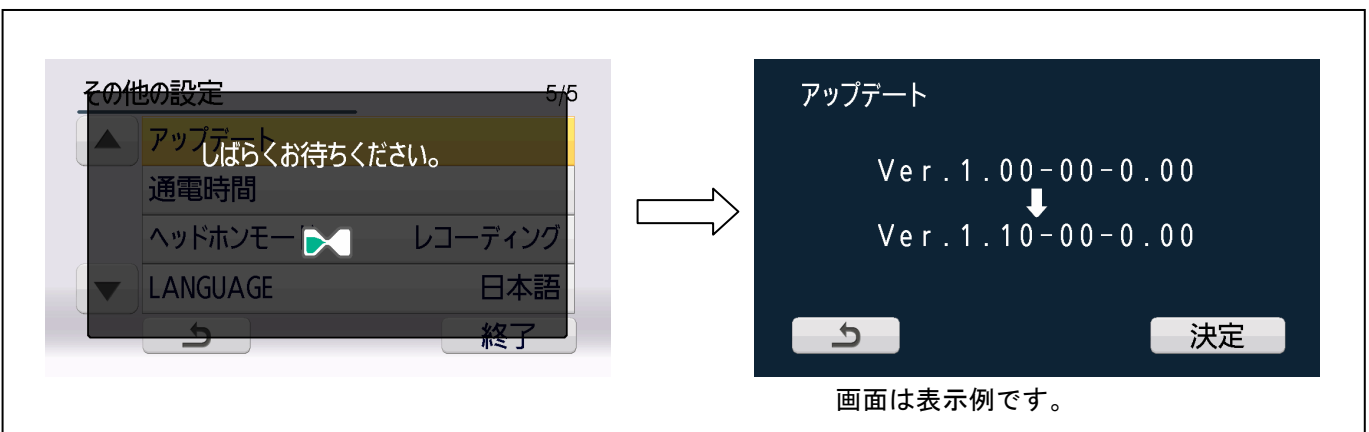 その他の設定 5/5
アップデート
しばらくお待ちください。
通電時間
ヘッドホンモー レコーディング
LANGUAGE 日本語
終了
アップデート
Ver.1.00-00-0.00
Ver.1.10-00-0.00
決定
画面は表示例です。